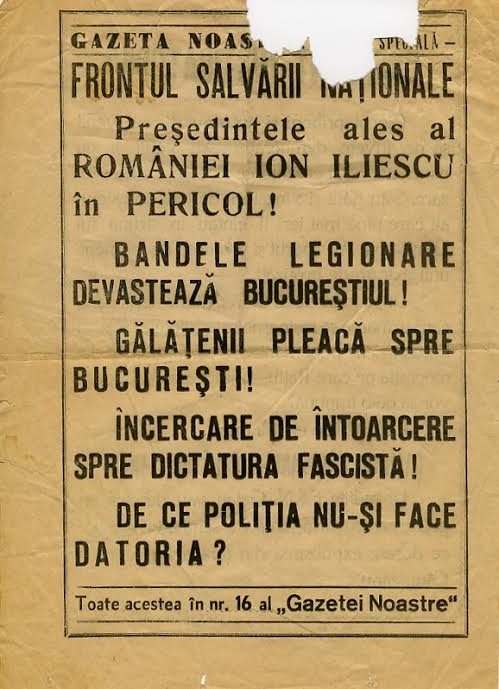 GAZETA SPECIALĂ –
FRONTUL SALVĂRII NAȚIONALE
Președintele ales al
ROMÂNIEI ION ILIESCU
în PERICOL!
BANDELE LEGIONARE
DEVASTEAZĂ BUCUREȘTIUL!
GĂLĂȚENII PLEACĂ SPRE
BUCUREȘTI!
ÎNCERCARE DE ÎNTOARCERE
SPRE DICTATURA FASCISTĂ!
DE CE POLIȚIA NU-ȘI FACE
DATORIA?
Toate acestea în nr. 16 al „Gazetei Noastre"